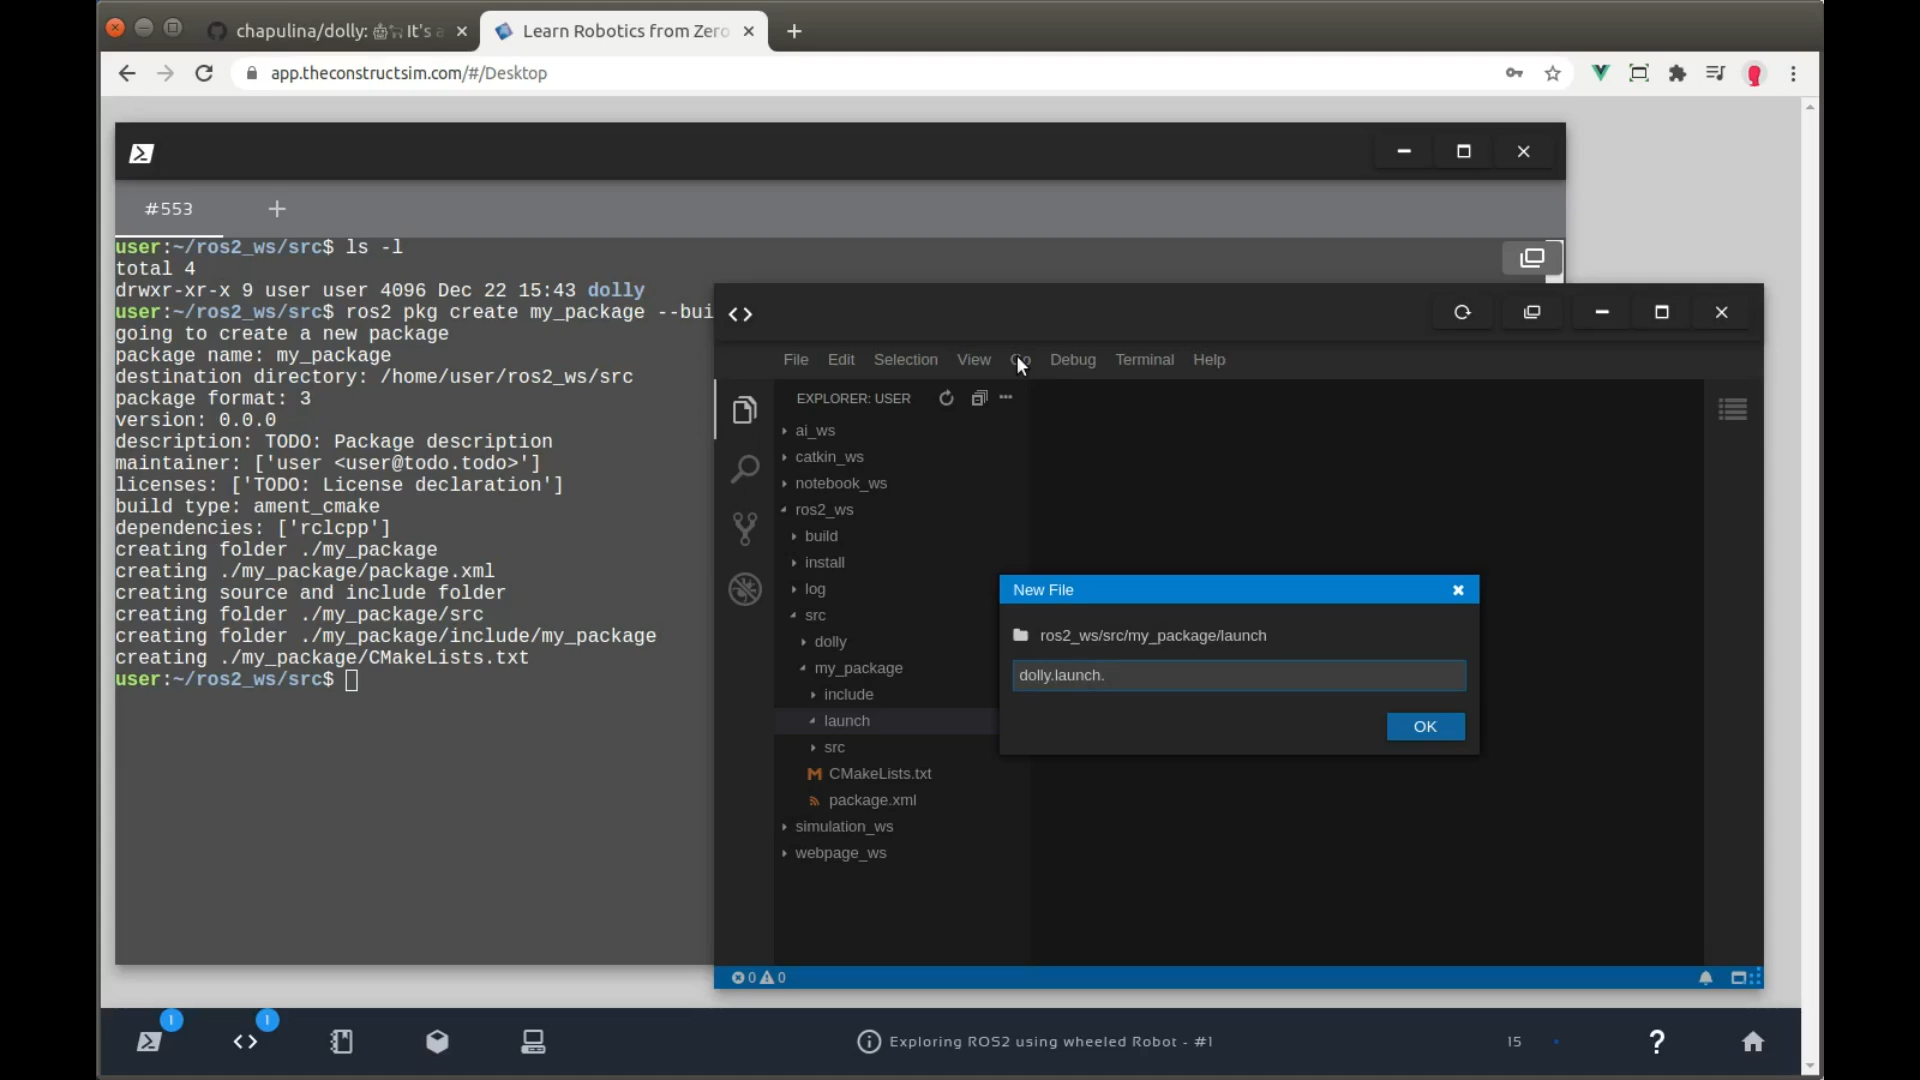 chapulina/dolly: 🤖🐑 It's a
Learn Robotics from Zero
app.theconstructsim.com/#/Desktop
#553
user:~/ros2_ws/src$ ls -l
total 4
drwxr-xr-x 9 user user 4096 Dec 22 15:43 dolly
user:~/ros2_ws/src$ ros2 pkg create my_package --bui
going to create a new package
package name: my_package
destination directory: /home/user/ros2_ws/src
package format: 3
version: 0.0.0
description: TODO: Package description
maintainer: ['user <user@todo.todo>']
licenses: ['TODO: License declaration']
build type: ament_cmake
dependencies: ['rclcpp']
creating folder ./my_package
creating ./my_package/package.xml
creating source and include folder
creating folder ./my_package/src
creating folder ./my_package/include/my_package
creating ./my_package/CMakeLists.txt
user:~/ros2_ws/src$
File Edit Selection View Go Debug Terminal Help
EXPLORER: USER
ai_ws
catkin_ws
notebook_ws
ros2_ws
build
install
log
src
dolly
my_package
include
launch
src
CMakeLists.txt
package.xml
simulation_ws
webpage_ws
New File
ros2_ws/src/my_package/launch
dolly.launch.
OK
0 0
Exploring ROS2 using wheeled Robot - #1
15